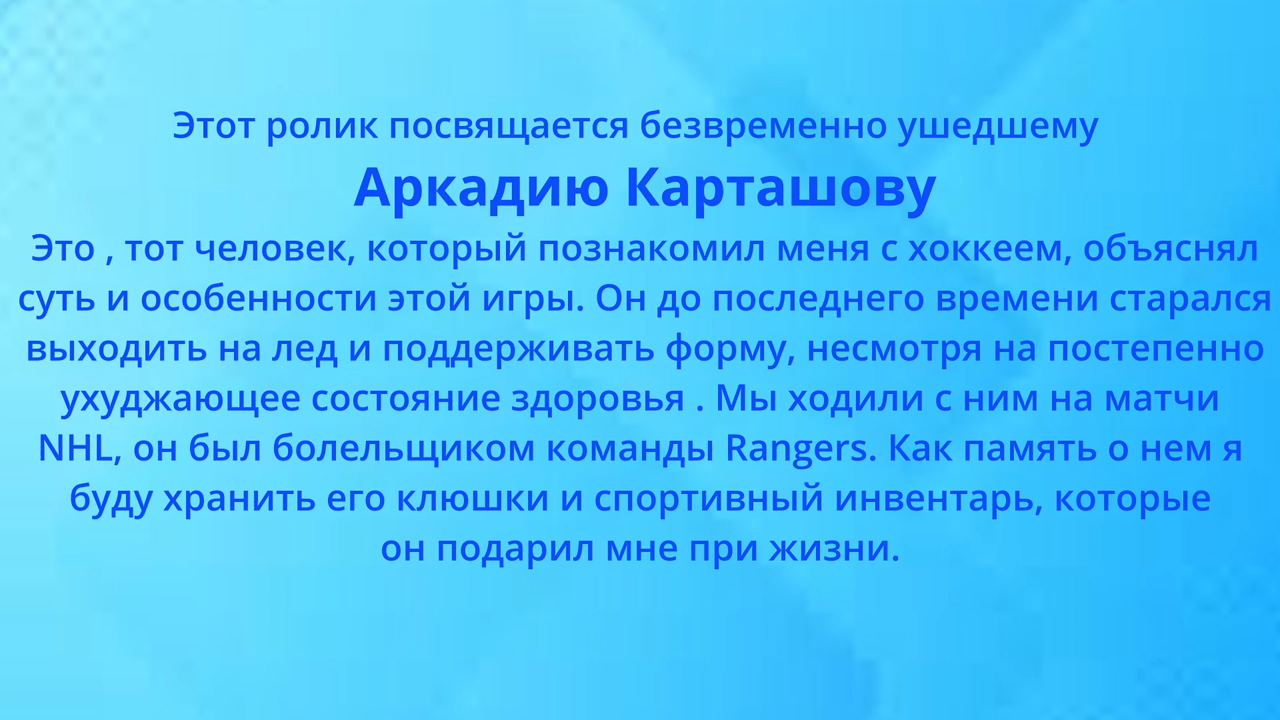 Этот ролик посвящается безвременно ушедшему
Аркадию Карташову
Это , тот человек, который познакомил меня с хоккеем, объяснял
суть и особенности этой игры. Он до последнего времени старался
выходить на лед и поддерживать форму, несмотря на постепенно
ухуджающее состояние здоровья . Мы ходили с ним на матчи
NHL, он был болельщиком команды Rangers. Как память о нем я
буду хранить его клюшки и спортивный инвентарь, которые
он подарил мне при жизни.